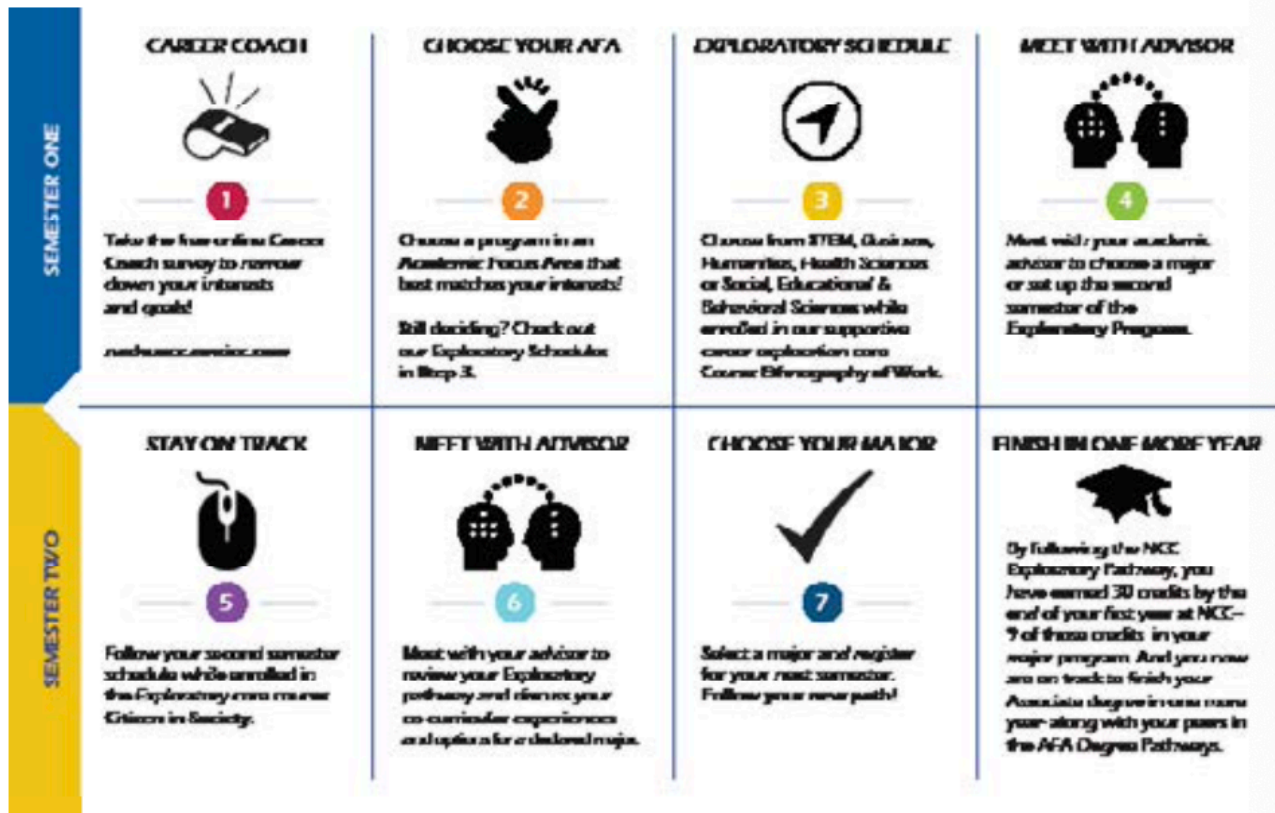 SEMESTER ONE
CAREER COACH
1
Take the free online Career
Coach survey to narrow
down your interests
and goals!
CHOOSE YOUR AFA
2
Choose a program in an
Academic Focus Area that
best matches your interests!
Still deciding? Check out
our Exploratory Schedules
in Step 3.
EXPLORATORY SCHEDULE
3
Choose from STEM, Business,
Humanities, Health Sciences
or Social, Educational &
Behavioral Sciences while
enrolled in our supportive
career exploration core
Course Ethnography of Work.
MEET WITH ADVISOR
4
Meet with your academic
advisor to choose a major
or set up the second
semester of the
Exploratory Program.
SEMESTER TWO
STAY ON TRACK
5
Follow your second semester
schedule while enrolled in
the Exploratory core course
Citizen in Society.
MEET WITH ADVISOR
6
Meet with your advisor to
review your Exploratory
pathway and discuss your
co-curricular experiences
and options for a declared major.
CHOOSE YOUR MAJOR
7
Select a major and register
for your next semester.
Follow your new path!
FINISH IN ONE MORE YEAR
By following the NCC
Exploratory Pathway, you
have earned 30 credits by the
end of your first year at NCC–
9 of those credits in your
major program. And you now
are on track to finish your
Associate degree in one more
year–along with your peers in
the AFA Degree Pathways.